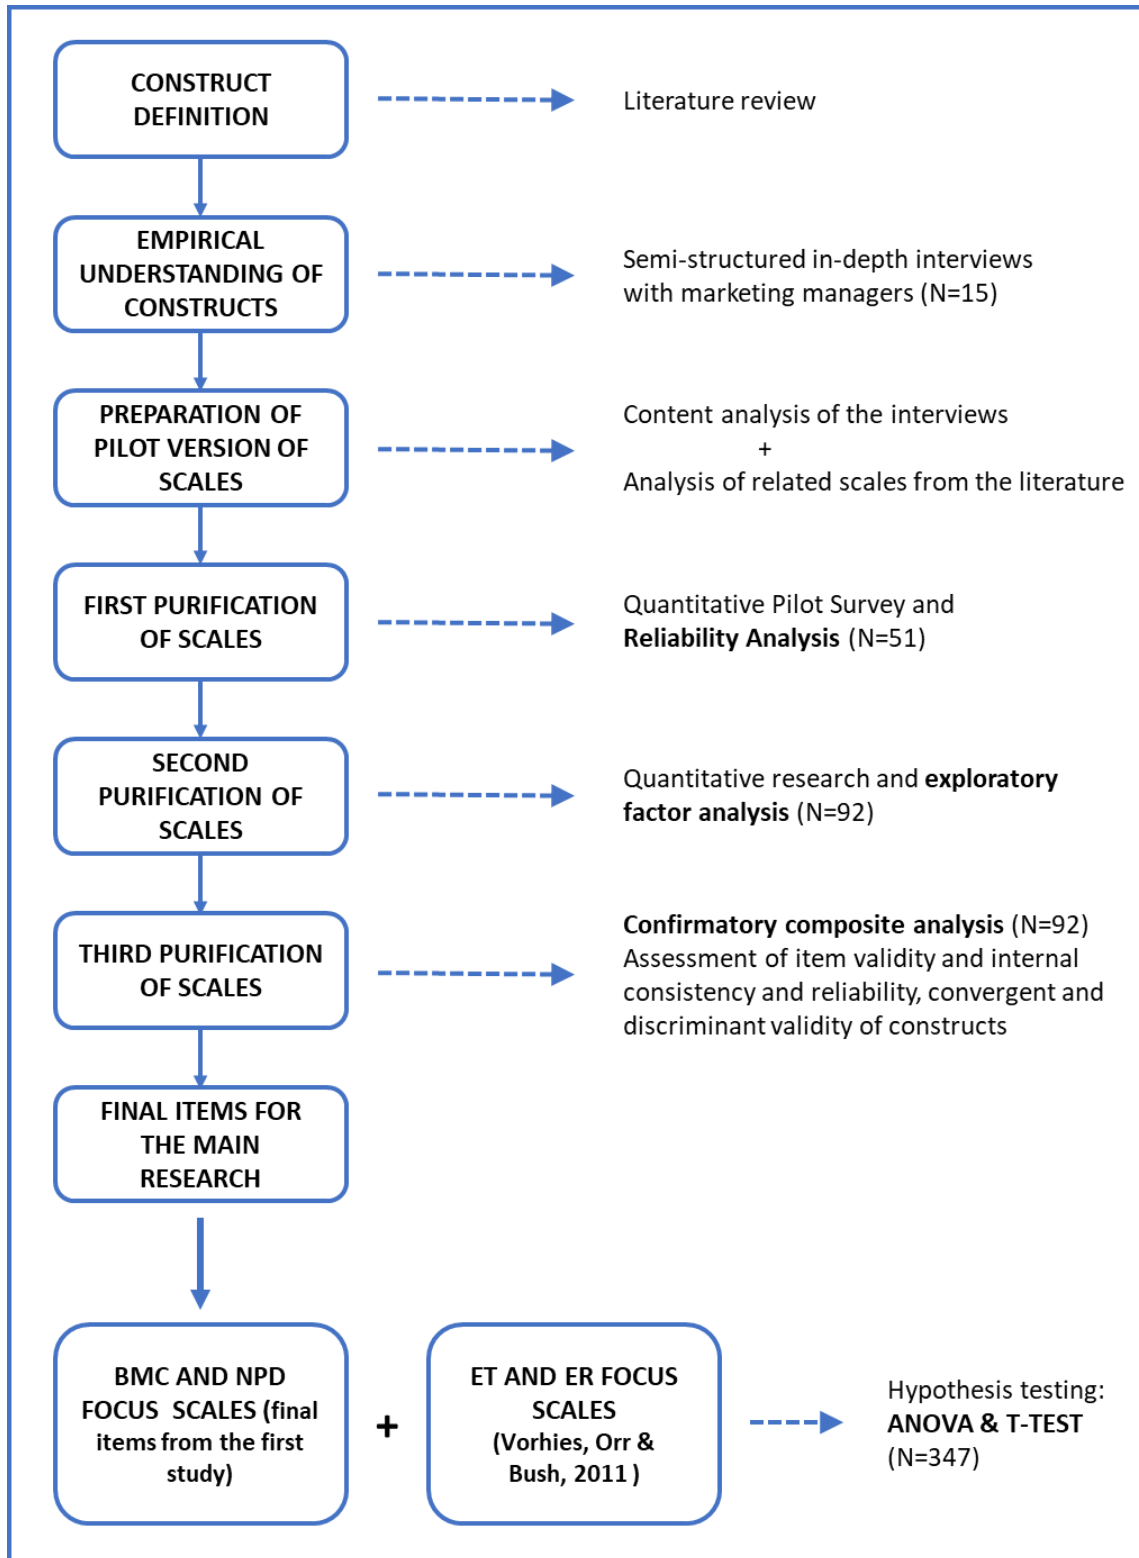 CONSTRUCT
DEFINITION
Literature review
EMPIRICAL
UNDERSTANDING OF
CONSTRUCTS
Semi-structured in-depth interviews
with marketing managers (N=15)
PREPARATION OF
PILOT VERSION OF
SCALES
Content analysis of the interviews
+
Analysis of related scales from the literature
FIRST PURIFICATION
OF SCALES
Quantitative Pilot Survey and
Reliability Analysis (N=51)
SECOND
PURIFICATION OF
SCALES
Quantitative research and exploratory
factor analysis (N=92)
THIRD PURIFICATION
OF SCALES
Confirmatory composite analysis (N=92)
Assessment of item validity and internal
consistency and reliability, convergent and
discriminant validity of constructs
FINAL ITEMS FOR
THE MAIN
RESEARCH
BMC AND NPD
FOCUS SCALES (final
items from the first
study)
+
ET AND ER FOCUS
SCALES
(Vorhies, Orr &
Bush, 2011)
Hypothesis testing:
ANOVA & T-TEST
(N=347)